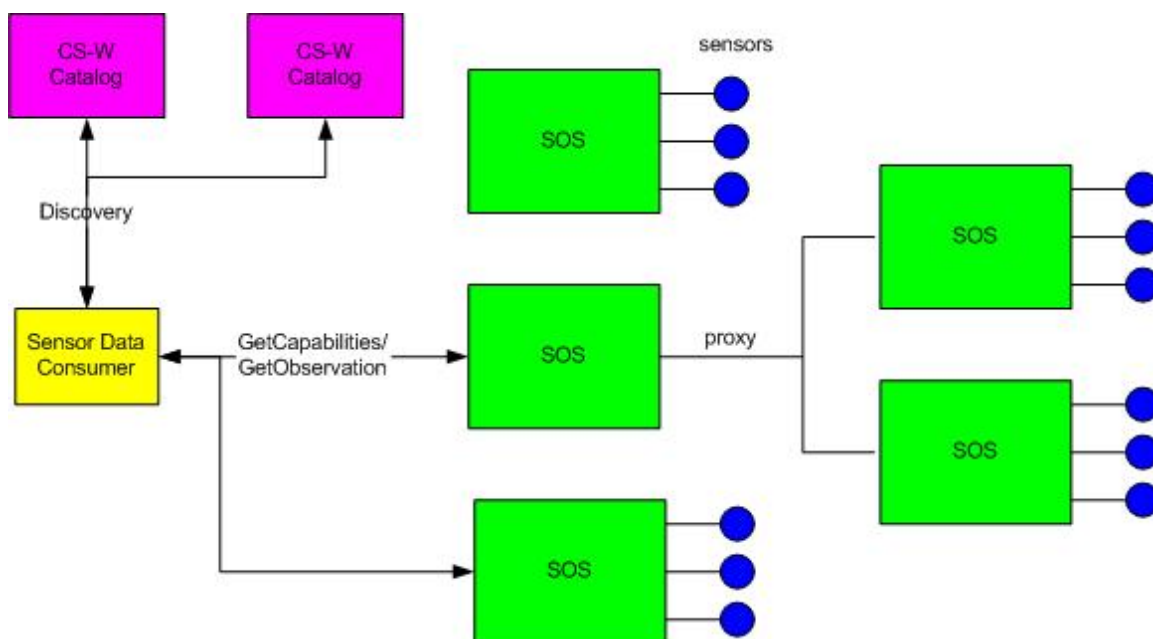 CS-W
Catalog
CS-W
Catalog
sensors
SOS
SOS
Discovery
Sensor Data
Consumer
GetCapabilities/
GetObservation
SOS
proxy
SOS
SOS